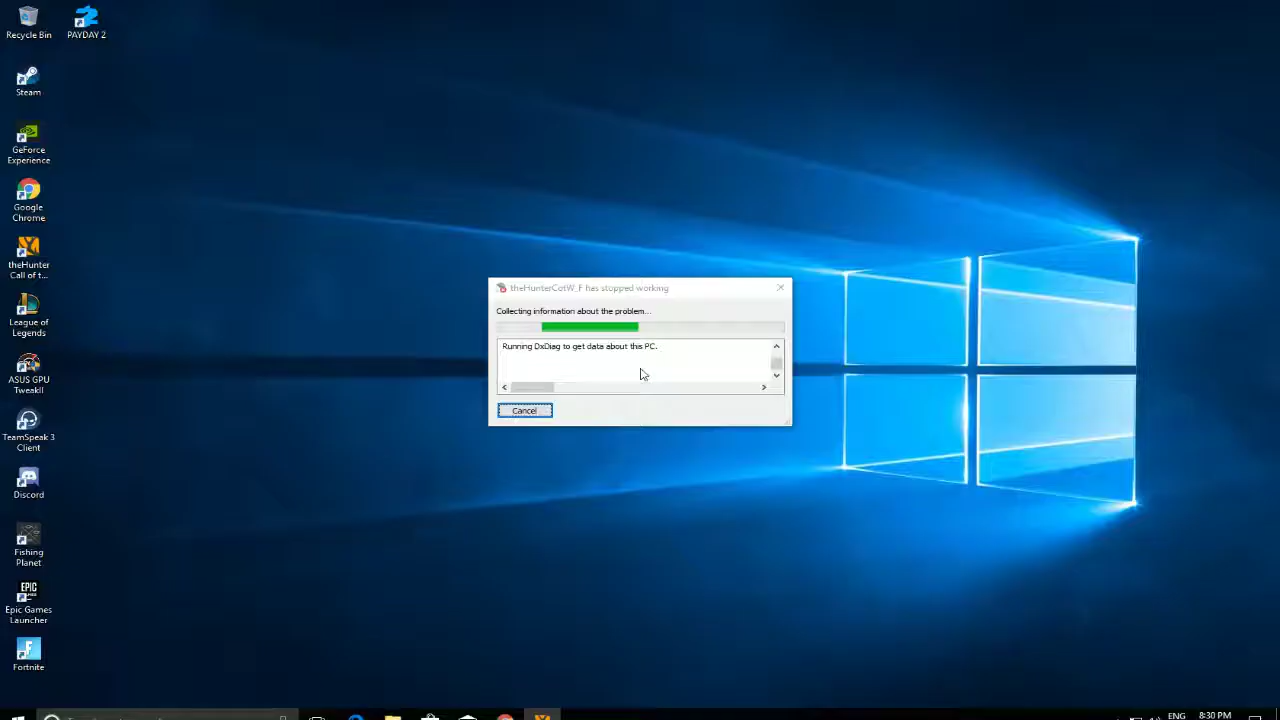 Recycle Bin
PAYDAY 2
Steam
GeForce
Experience
Google
Chrome
theHunter
Call of t...
League of
Legends
ASUS GPU
TweakII
TeamSpeak 3
Client
Discord
Fishing
Planet
EPIC
GAMES
Epic Games
Launcher
Fortnite
theHunterCotW_F has stopped working
Collecting information about the problem...
Running DxDiag to get data about this PC.
Cancel
ENG
8:30 PM